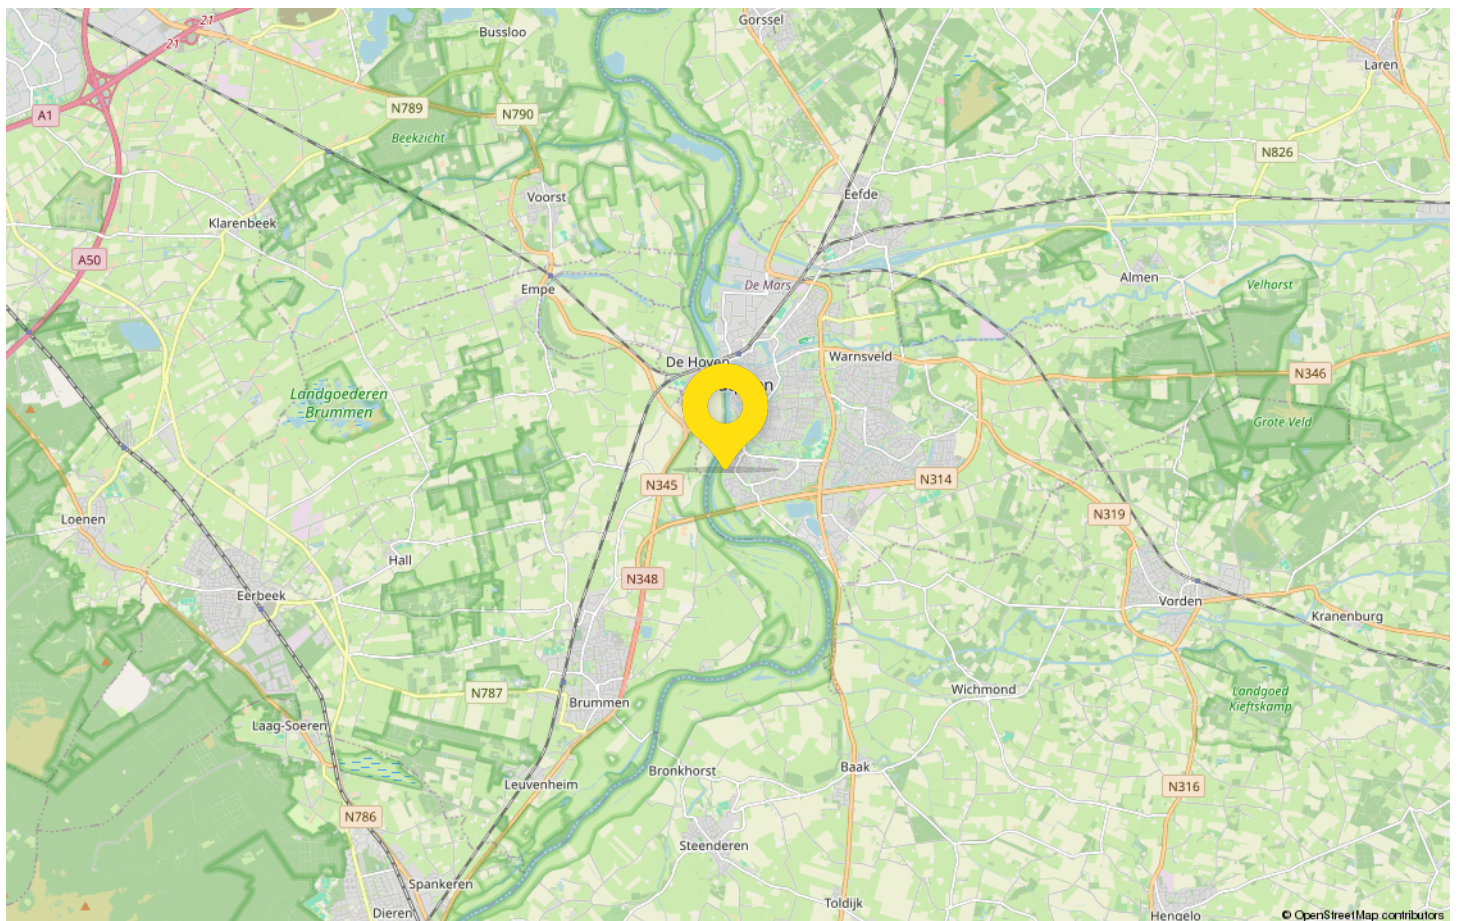 Gorssel
21
Bussloo
21
Laren
N789
N790
A1
Beekzicht
N826
Voorst
Eefde
Klarenbeek
A50
Almen
De Mars
Velhorst
Empe
De Hoven
Warnsveld
N346
Landgoederen
Brummen
Grote Veld
N345
N314
Loenen
N319
Hall
N348
Eerbeek
Vorden
Kranenburg
N787
Wichmond
Landgoed
Kieftskamp
Brummen
Laag-Soeren
Bronkhorst
Baak
Leuvenheim
N316
N786
Steenderen
Spankeren
Toldijk
Dieren
Hengelo
© OpenStreetMap contributors